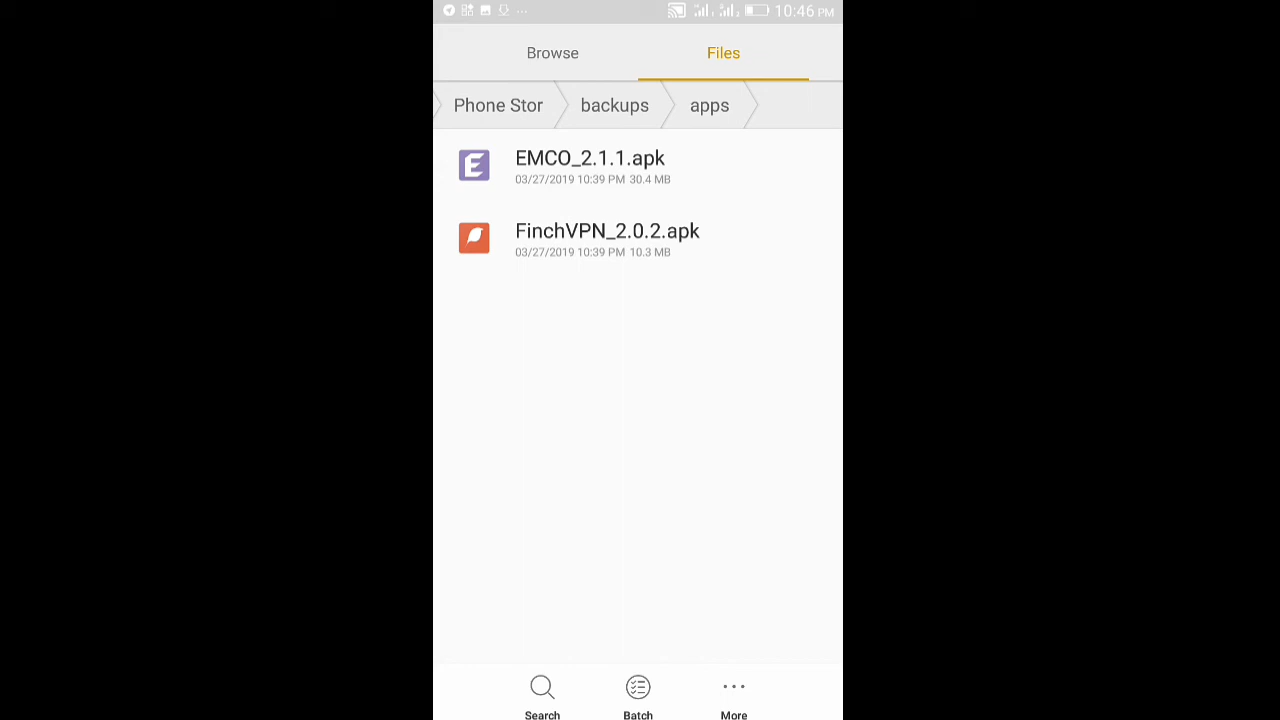 10:46 PM
Browse
Files
Phone Stor
backups
apps
EMCO_2.1.1.apk
03/27/2019 10:39 PM 30.4 MB
FinchVPN_2.0.2.apk
03/27/2019 10:39 PM 10.3 MB
Search
Batch
More